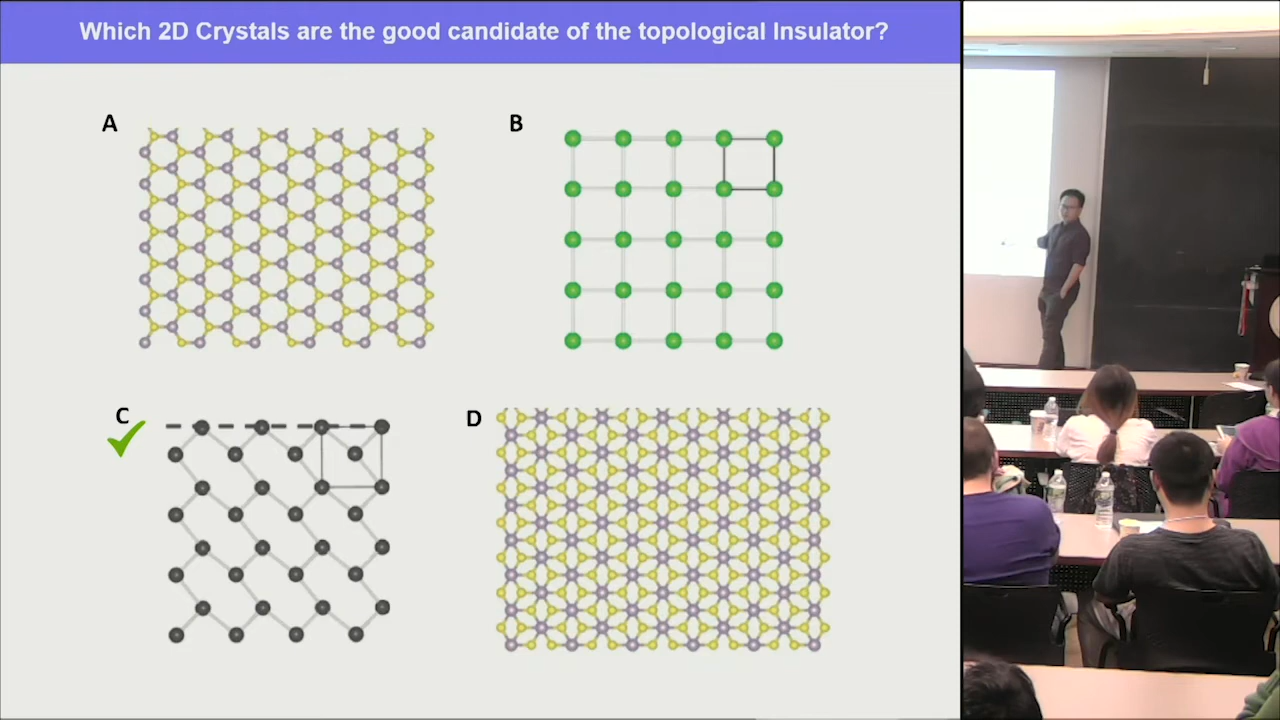 Which 2D Crystals are the good candidate of the topological Insulator?
A
B
C
D